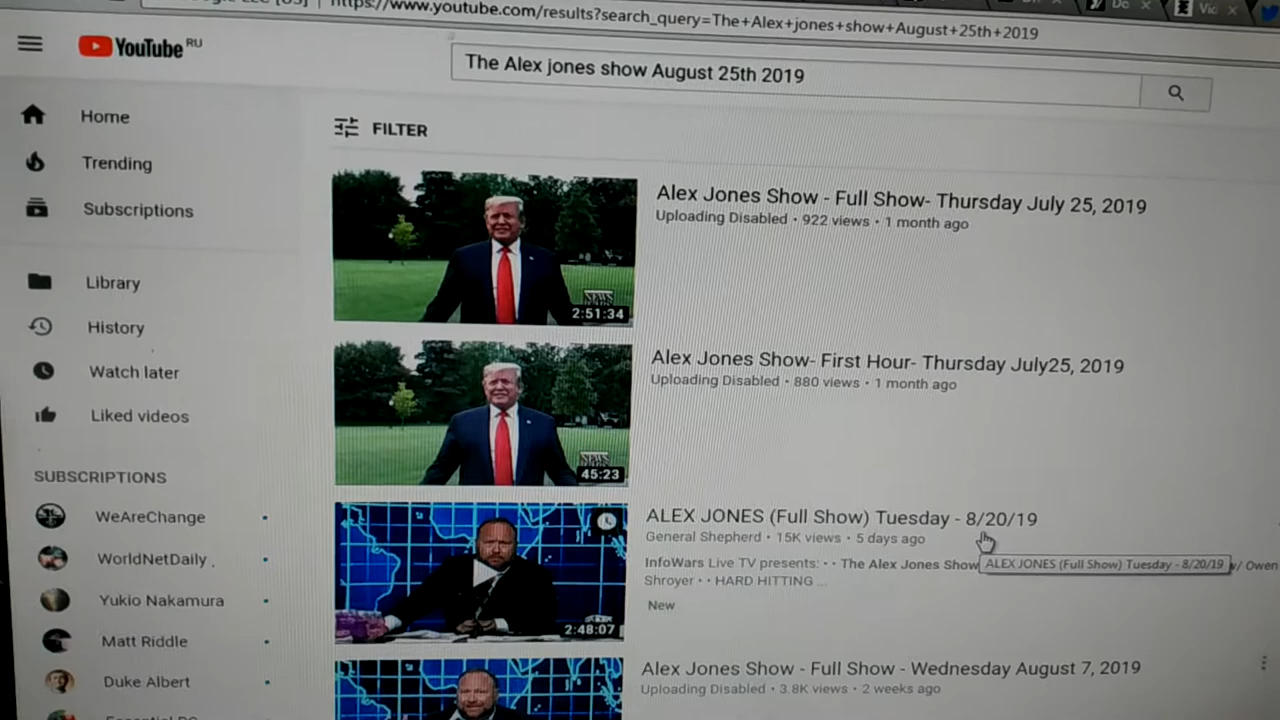 https://www.youtube.com/results?search_query=The+Alex+jones+show+August+25th+2019
YouTube RU
The Alex jones show August 25th 2019
Home
Trending
Subscriptions
Library
History
Watch later
Liked videos
SUBSCRIPTIONS
WeAreChange
WorldNetDaily
Yukio Nakamura
Matt Riddle
Duke Albert
FILTER
Alex Jones Show - Full Show- Thursday July 25, 2019
Uploading Disabled • 922 views • 1 month ago
NEWS
2:51:34
Alex Jones Show- First Hour- Thursday July25, 2019
Uploading Disabled • 880 views • 1 month ago
NEWS
45:23
ALEX JONES (Full Show) Tuesday - 8/20/19
General Shepherd • 15K views • 5 days ago
InfoWars Live TV presents: • • The Alex Jones Show
ALEX JONES (Full Show) Tuesday - 8/20/19
w/ Owen
Shroyer • • HARD HITTING ...
New
2:48:07
Alex Jones Show - Full Show - Wednesday August 7, 2019
Uploading Disabled • 3.8K views • 2 weeks ago